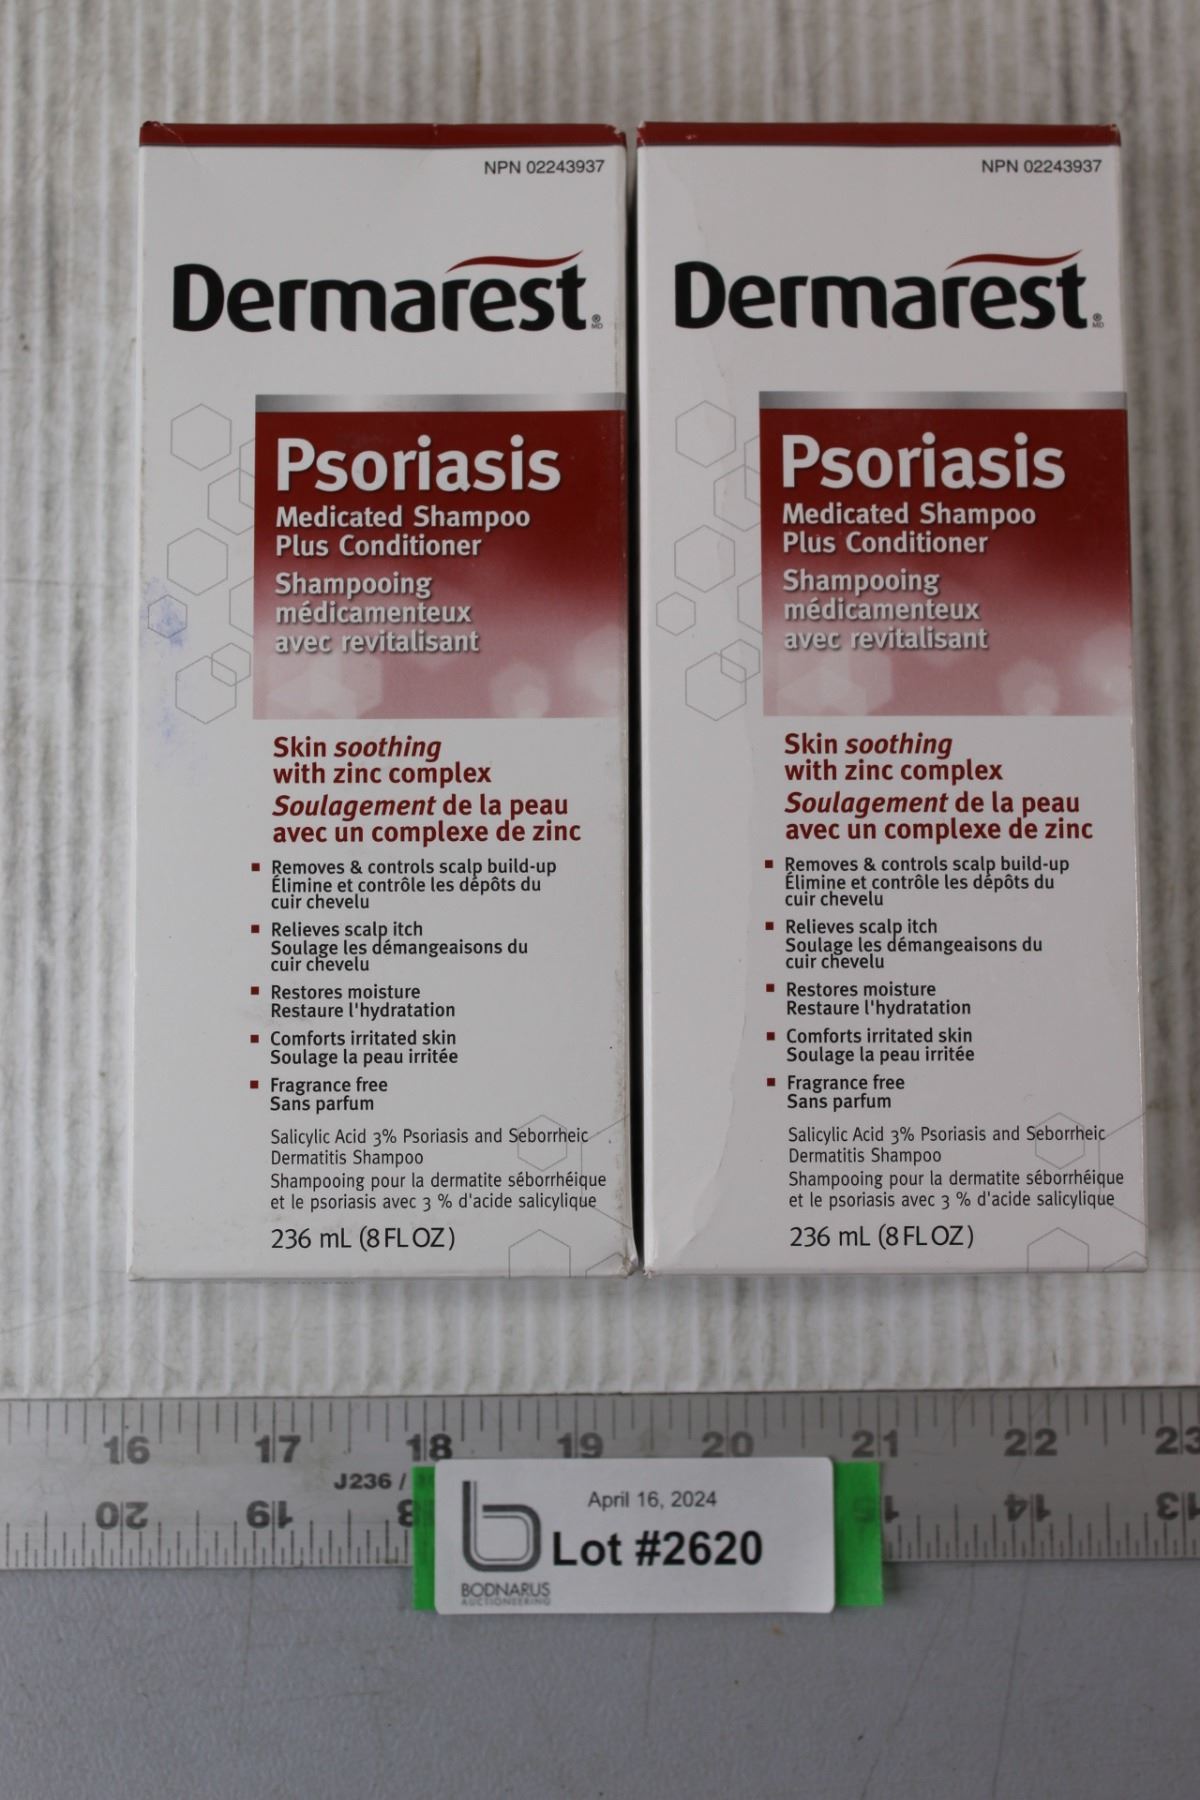 NPN 02243937
Dermarest®
MD
Psoriasis
Medicated Shampoo
Plus Conditioner
Shampooing
médicamenteux
avec revitalisant
Skin soothing
with zinc complex
Soulagement de la peau
avec un complexe de zinc
▪ Removes & controls scalp build-up
Élimine et contrôle les dépôts du
cuir chevelu
▪ Relieves scalp itch
Soulage les démangeaisons du
cuir chevelu
▪ Restores moisture
Restaure l'hydratation
▪ Comforts irritated skin
Soulage la peau irritée
▪ Fragrance free
Sans parfum
Salicylic Acid 3% Psoriasis and Seborrheic
Dermatitis Shampoo
Shampooing pour la dermatite séborrhéique
et le psoriasis avec 3 % d'acide salicylique
236 mL (8 FL OZ)
NPN 02243937
Dermarest®
MD
Psoriasis
Medicated Shampoo
Plus Conditioner
Shampooing
médicamenteux
avec revitalisant
Skin soothing
with zinc complex
Soulagement de la peau
avec un complexe de zinc
▪ Removes & controls scalp build-up
Élimine et contrôle les dépôts du
cuir chevelu
▪ Relieves scalp itch
Soulage les démangeaisons du
cuir chevelu
▪ Restores moisture
Restaure l'hydratation
▪ Comforts irritated skin
Soulage la peau irritée
▪ Fragrance free
Sans parfum
Salicylic Acid 3% Psoriasis and Seborrheic
Dermatitis Shampoo
Shampooing pour la dermatite séborrhéique
et le psoriasis avec 3 % d'acide salicylique
236 mL (8 FL OZ)
16 17 18 19 20 21 22 23
J236 /
20 19 15 14 13
April 16, 2024
Lot #2620
BODNARUS
AUCTIONEERING